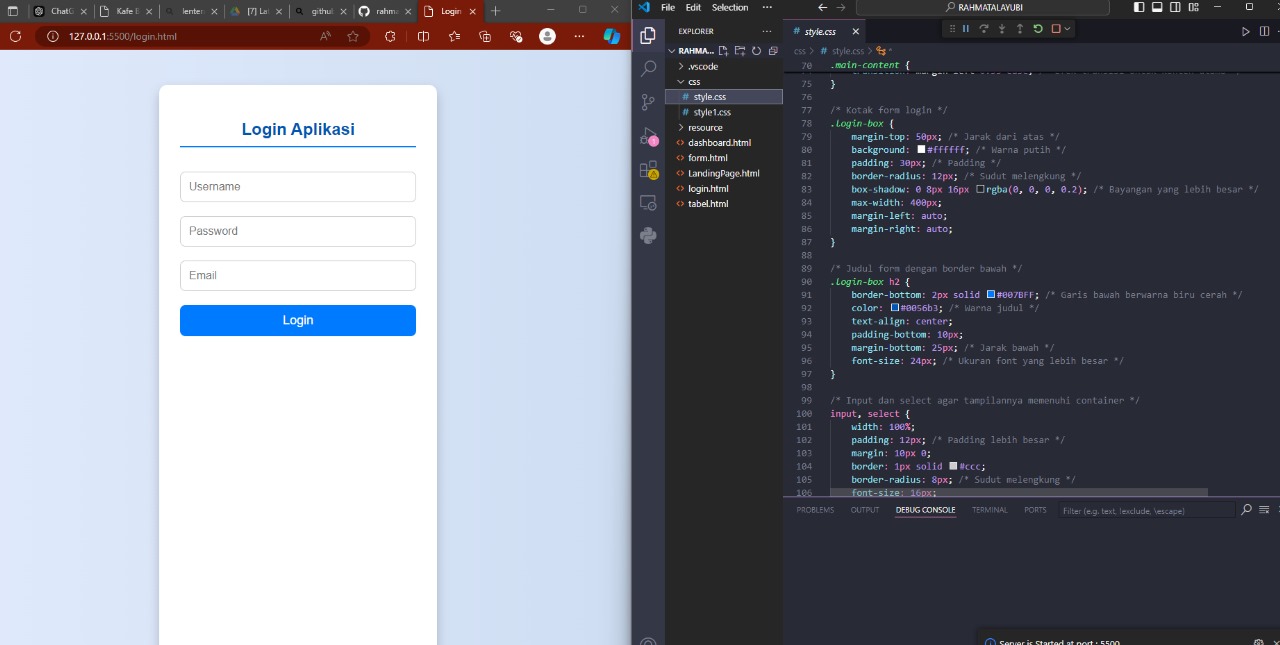 ChatG
Kafe E
lenter
[7] Lal
githul
rahma
Login
127.0.0.1:5500/login.html
Login Aplikasi
Username
Password
Email
Login
File Edit Selection
RAHMATALAYUBI
EXPLORER
RAHMA...
.vscode
css
style.css
style1.css
resource
dashboard.html
form.html
LandingPage.html
login.html
tabel.html
style.css
css > # style.css >
70 .main-content {
75 }
76
77 /* Kotak form login */
78 .login-box {
79 margin-top: 50px; /* Jarak dari atas */
80 background: #ffffff; /* Warna putih */
81 padding: 30px; /* Padding */
82 border-radius: 12px; /* Sudut melengkung */
83 box-shadow: 0 8px 16px rgba(0, 0, 0, 0.2); /* Bayangan yang lebih besar */
84 max-width: 400px;
85 margin-left: auto;
86 margin-right: auto;
87 }
88
89 /* Judul form dengan border bawah */
90 .login-box h2 {
91 border-bottom: 2px solid #007BFF; /* Garis bawah berwarna biru cerah */
92 color: #0056b3; /* Warna judul */
93 text-align: center;
94 padding-bottom: 10px;
95 margin-bottom: 25px; /* Jarak bawah */
96 font-size: 24px; /* Ukuran font yang lebih besar */
97 }
98
99 /* Input dan select agar tampilannya memenuhi container */
100 input, select {
101 width: 100%;
102 padding: 12px; /* Padding lebih besar */
103 margin: 10px 0;
104 border: 1px solid #ccc;
105 border-radius: 8px; /* Sudut melengkung */
106 font-size: 16px;
PROBLEMS OUTPUT DEBUG CONSOLE TERMINAL PORTS Filter (e.g. text, !exclude, \escape)
Server is Started at port : 5500